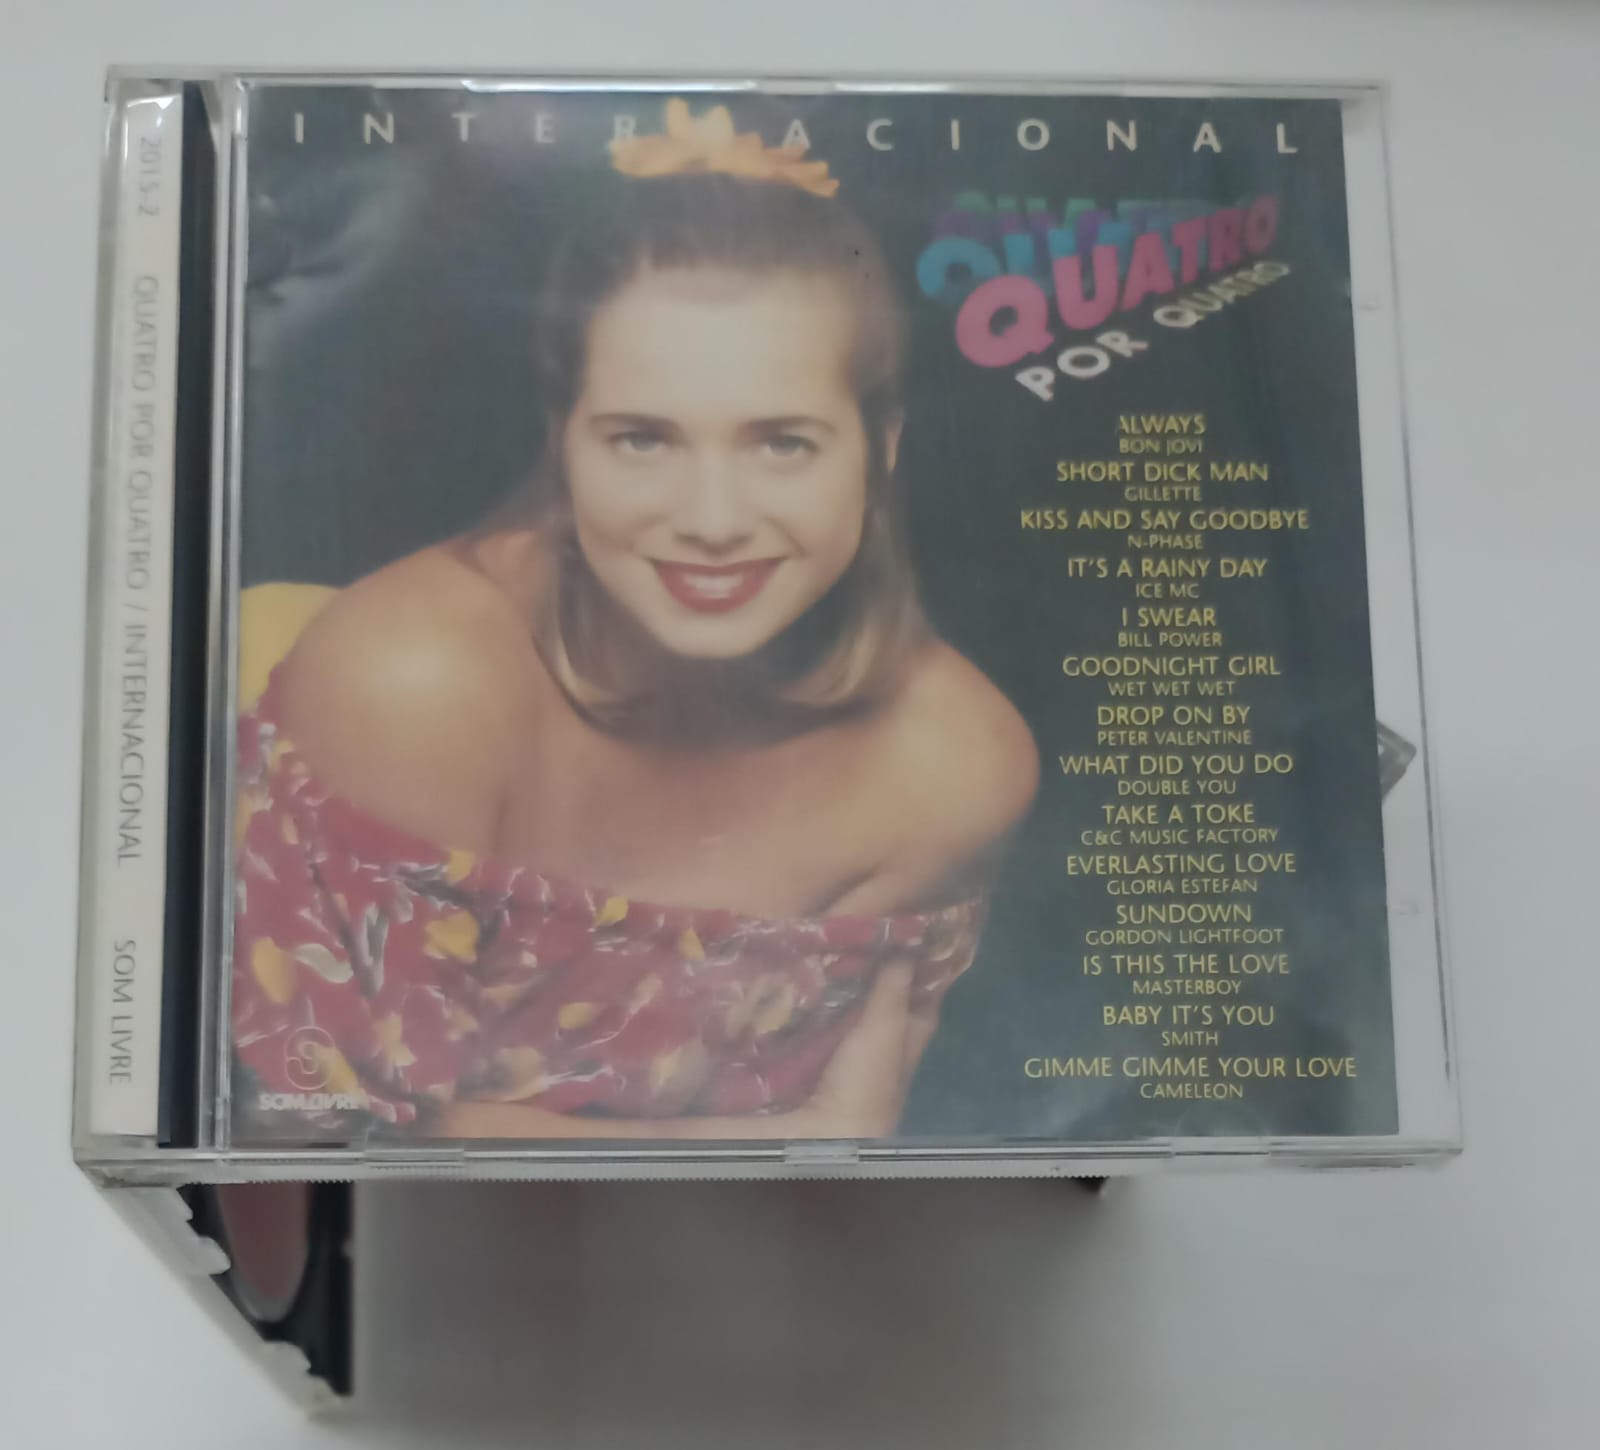 2015-2 QUATRO POR QUATRO / INTERNACIONAL SOM LIVRE
INTERNACIONAL
QUATRO
POR QUATRO
ALWAYS
BON JOVI
SHORT DICK MAN
GILLETTE
KISS AND SAY GOODBYE
N-PHASE
IT'S A RAINY DAY
ICE MC
I SWEAR
BILL POWER
GOODNIGHT GIRL
WET WET WET
DROP ON BY
PETER VALENTINE
WHAT DID YOU DO
DOUBLE YOU
TAKE A TOKE
C&C MUSIC FACTORY
EVERLASTING LOVE
GLORIA ESTEFAN
SUNDOWN
GORDON LIGHTFOOT
IS THIS THE LOVE
MASTERBOY
BABY IT'S YOU
SMITH
GIMME GIMME YOUR LOVE
CAMELEON
SOM LIVRE